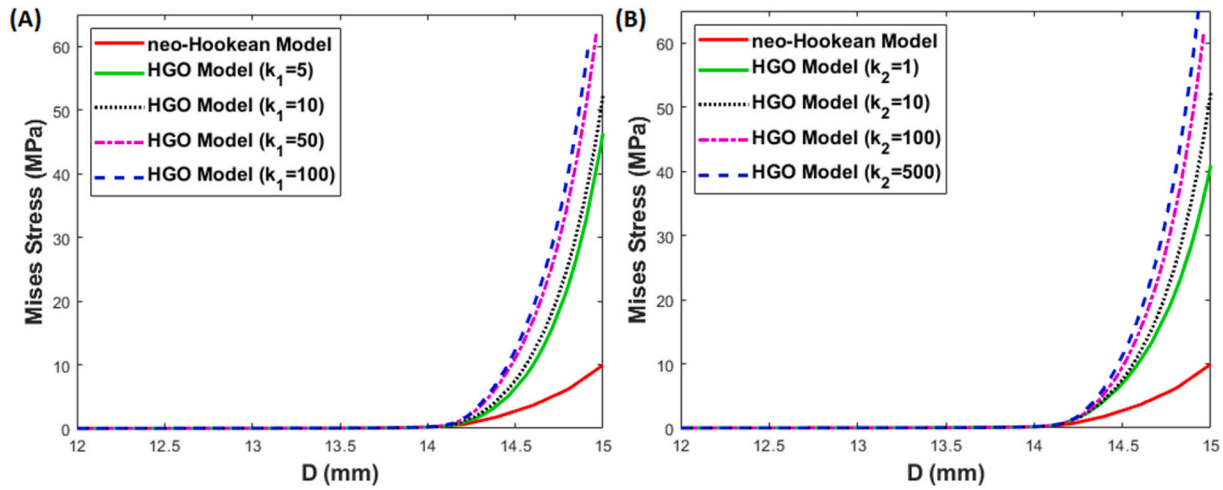 (A)
Mises Stress (MPa)
60
50
40
30
20
10
0
neo-Hookean Model
HGO Model (k1=5)
HGO Model (k1=10)
HGO Model (k1=50)
HGO Model (k1=100)
12 12.5 13 13.5 14 14.5 15
D (mm)
(B)
Mises Stress (MPa)
60
50
40
30
20
10
0
neo-Hookean Model
HGO Model (k2=1)
HGO Model (k2=10)
HGO Model (k2=100)
HGO Model (k2=500)
12 12.5 13 13.5 14 14.5 15
D (mm)